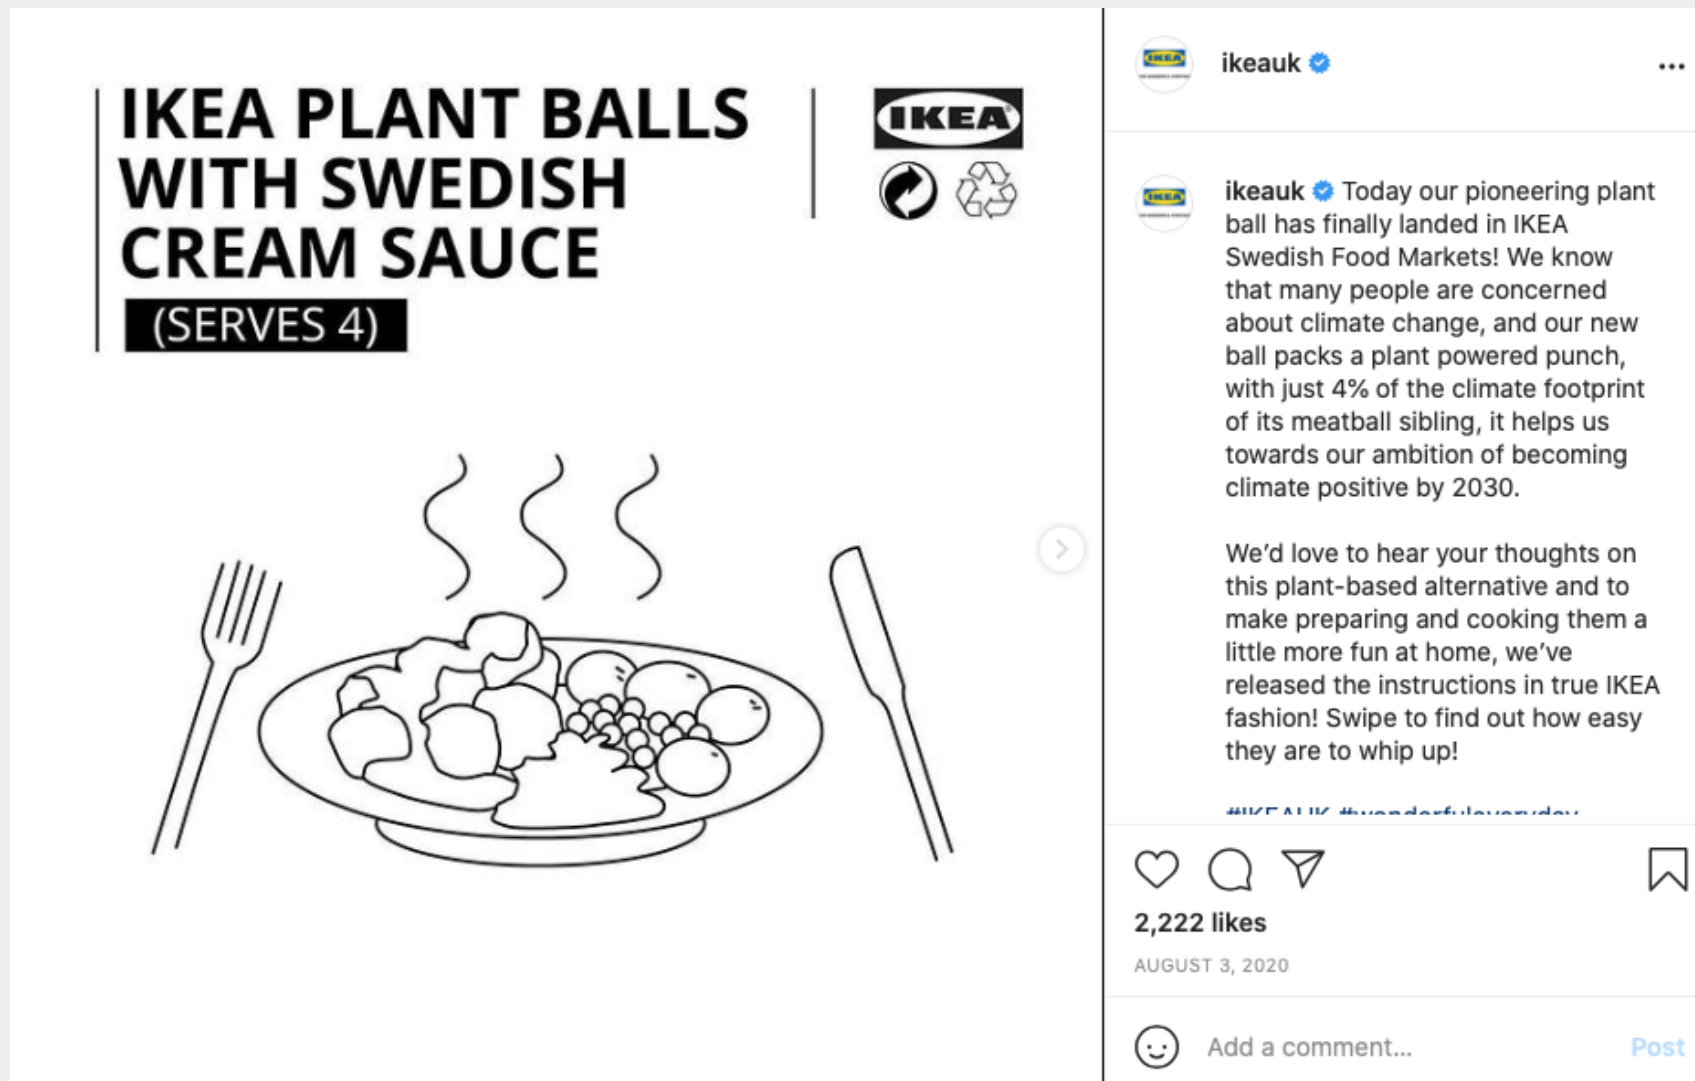 IKEA PLANT BALLS
WITH SWEDISH
CREAM SAUCE
(SERVES 4)
IKEA
ikeauk
ikeauk Today our pioneering plant
ball has finally landed in IKEA
Swedish Food Markets! We know
that many people are concerned
about climate change, and our new
ball packs a plant powered punch,
with just 4% of the climate footprint
of its meatball sibling, it helps us
towards our ambition of becoming
climate positive by 2030.
We’d love to hear your thoughts on
this plant-based alternative and to
make preparing and cooking them a
little more fun at home, we’ve
released the instructions in true IKEA
fashion! Swipe to find out how easy
they are to whip up!
#IKEAUK #wonderfuleveryday
2,222 likes
AUGUST 3, 2020
Add a comment...
Post